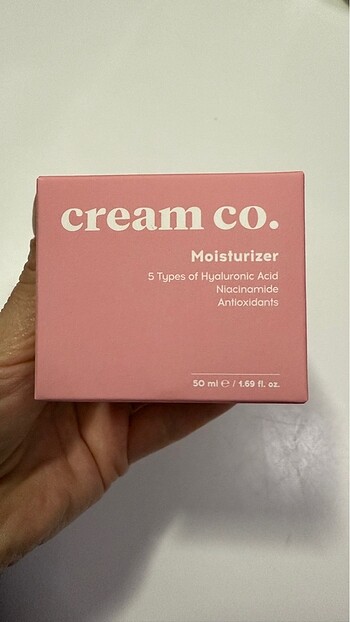 cream co.
Moisturizer
5 Types of Hyaluronic Acid
Niacinamide
Antioxidants
50 ml ℮ / 1.69 fl. oz.